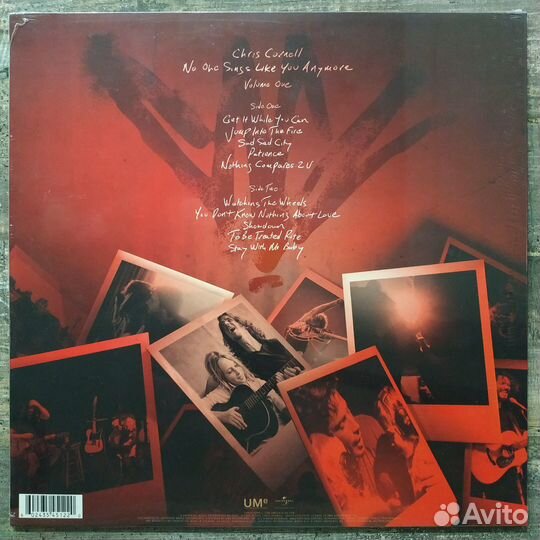 Chris Cornell
No One Sings Like You Anymore
Volume One
Side One
Get It While You Can
Jump Into The Fire
Sad Sad City
Patience
Nothing Compares 2 U
Side Two
Watching The Wheels
You Don't Know Nothing About Love
Showdown
To Be Treated Rite
Stay With Me Baby
UMe
Avito